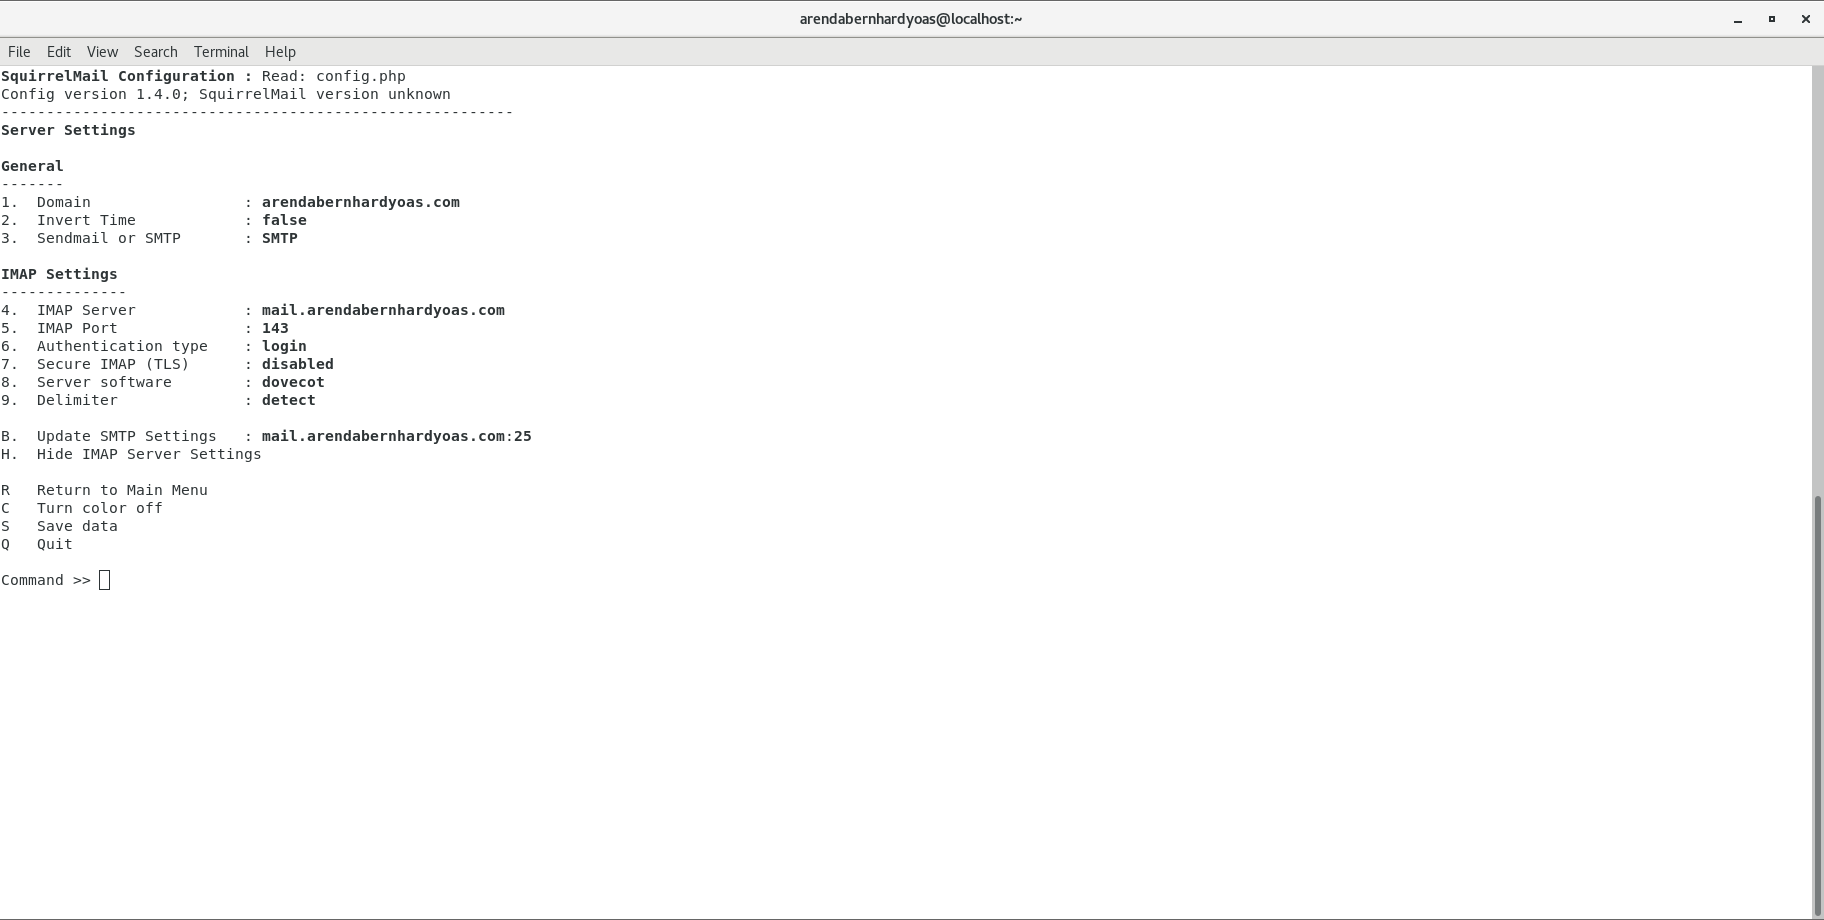 arendabernhardyoas@localhost:~
File Edit View Search Terminal Help
SquirrelMail Configuration : Read: config.php
Config version 1.4.0; SquirrelMail version unknown
---------------------------------------------------------
Server Settings
General
-------
1.  Domain                 : arendabernhardyoas.com
2.  Invert Time            : false
3.  Sendmail or SMTP       : SMTP
IMAP Settings
--------------
4.  IMAP Server            : mail.arendabernhardyoas.com
5.  IMAP Port              : 143
6.  Authentication type    : login
7.  Secure IMAP (TLS)      : disabled
8.  Server software        : dovecot
9.  Delimiter              : detect
B.  Update SMTP Settings   : mail.arendabernhardyoas.com:25
H.  Hide IMAP Server Settings
R   Return to Main Menu
C   Turn color off
S   Save data
Q   Quit
Command >>